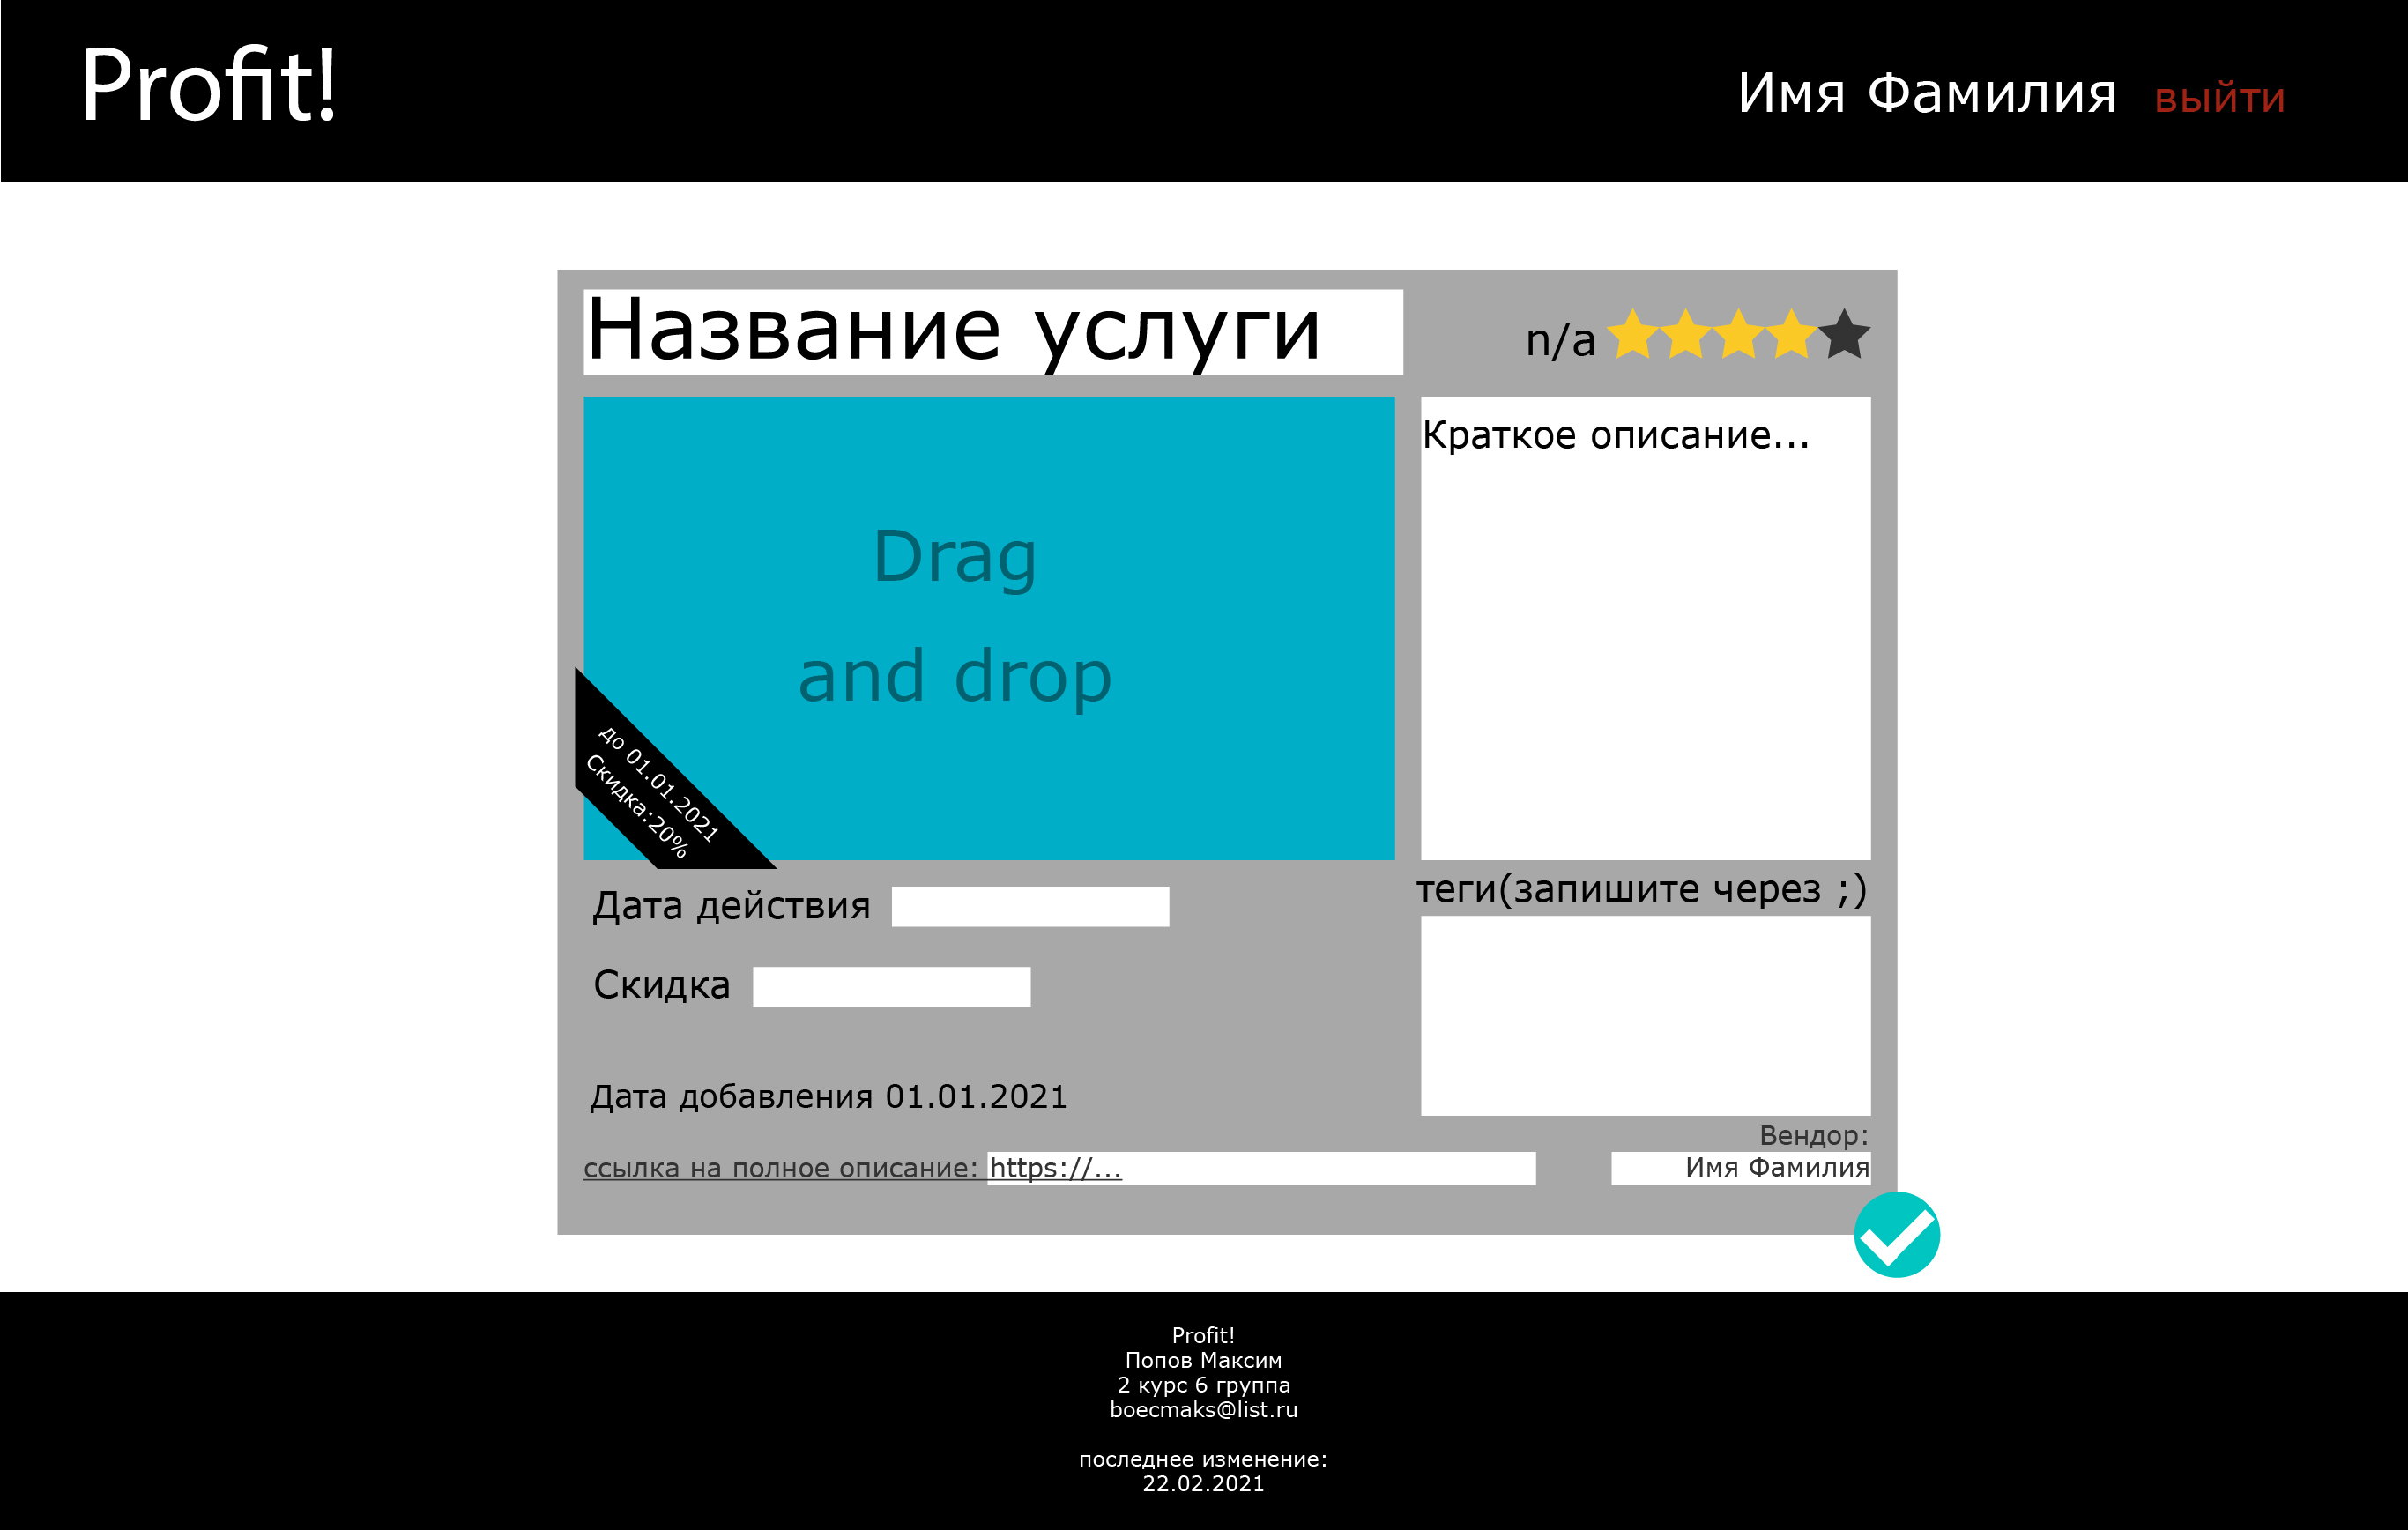 Profit!
Имя Фамилия выйти
Название услуги
n/a
Drag
and drop
Краткое описание...
до 01.01.2021
Скидка:20%
Дата действия
Скидка
Дата добавления 01.01.2021
теги(запишите через ;)
Вендор:
Имя Фамилия
ссылка на полное описание: https://...
Profit!
Попов Максим
2 курс 6 группа
boecmaks@list.ru
последнее изменение:
22.02.2021